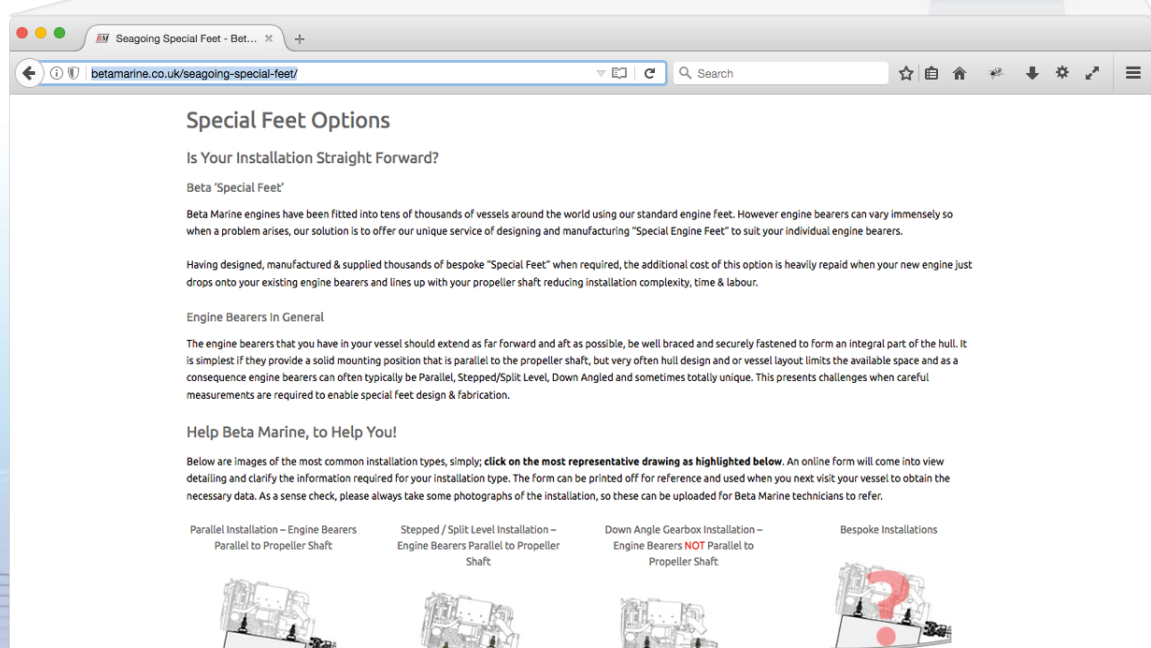 BM Seagoing Special Feet - Bet...
betamarine.co.uk/seagoing-special-feet/
Search
Special Feet Options
Is Your Installation Straight Forward?
Beta ‘Special Feet’
Beta Marine engines have been fitted into tens of thousands of vessels around the world using our standard engine feet. However engine bearers can vary immensely so
when a problem arises, our solution is to offer our unique service of designing and manufacturing “Special Engine Feet” to suit your individual engine bearers.
Having designed, manufactured & supplied thousands of bespoke “Special Feet” when required, the additional cost of this option is heavily repaid when your new engine just
drops onto your existing engine bearers and lines up with your propeller shaft reducing installation complexity, time & labour.
Engine Bearers In General
The engine bearers that you have in your vessel should extend as far forward and aft as possible, be well braced and securely fastened to form an integral part of the hull. It
is simplest if they provide a solid mounting position that is parallel to the propeller shaft, but very often hull design and or vessel layout limits the available space and as a
consequence engine bearers can often typically be Parallel, Stepped/Split Level, Down Angled and sometimes totally unique. This presents challenges when careful
measurements are required to enable special feet design & fabrication.
Help Beta Marine, to Help You!
Below are images of the most common installation types, simply; click on the most representative drawing as highlighted below. An online form will come into view
detailing and clarify the information required for your installation type. The form can be printed off for reference and used when you next visit your vessel to obtain the
necessary data. As a sense check, please always take some photographs of the installation, so these can be uploaded for Beta Marine technicians to refer.
Parallel Installation – Engine Bearers
Parallel to Propeller Shaft
Stepped / Split Level Installation –
Engine Bearers Parallel to Propeller
Shaft
Down Angle Gearbox Installation –
Engine Bearers NOT Parallel to
Propeller Shaft
Bespoke Installations
?